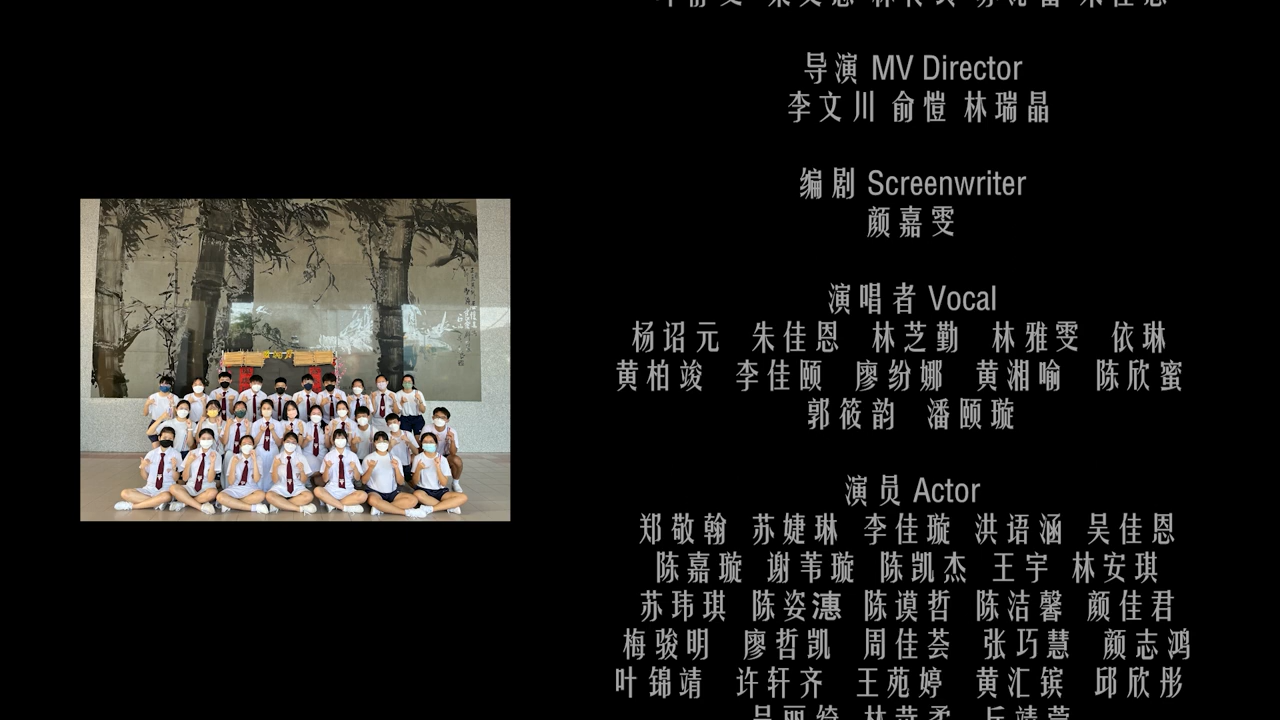 导演 MV Director
李文川 俞愷 林瑞晶
编剧 Screenwriter
颜嘉雯
演唱者 Vocal
杨诏元 朱佳恩 林芝勤 林雅雯 依琳
黄柏竣 李佳颐 廖纷娜 黄湘喻 陈欣蜜
郭筱韵 潘颐璇
演员 Actor
郑敬翰 苏婕琳 李佳璇 洪语涵 吴佳恩
陈嘉璇 谢苇璇 陈凯杰 王宇 林安琪
苏玮琪 陈姿潓 陈谟哲 陈洁馨 颜佳君
梅骏明 廖哲凯 周佳荟 张巧慧 颜志鸿
叶锦靖 许轩齐 王苑婷 黄汇镔 邱欣彤